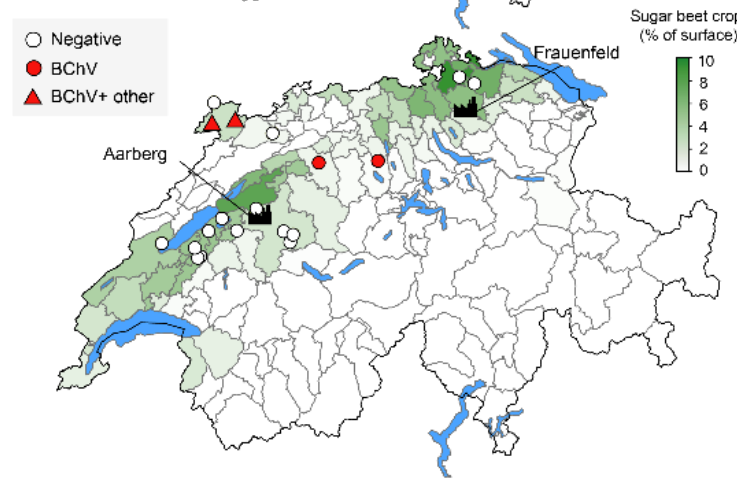 Negative
BChV
BChV+ other
Aarberg
Frauenfeld
Sugar beet crop
(% of surface)
10
8
6
4
2
0